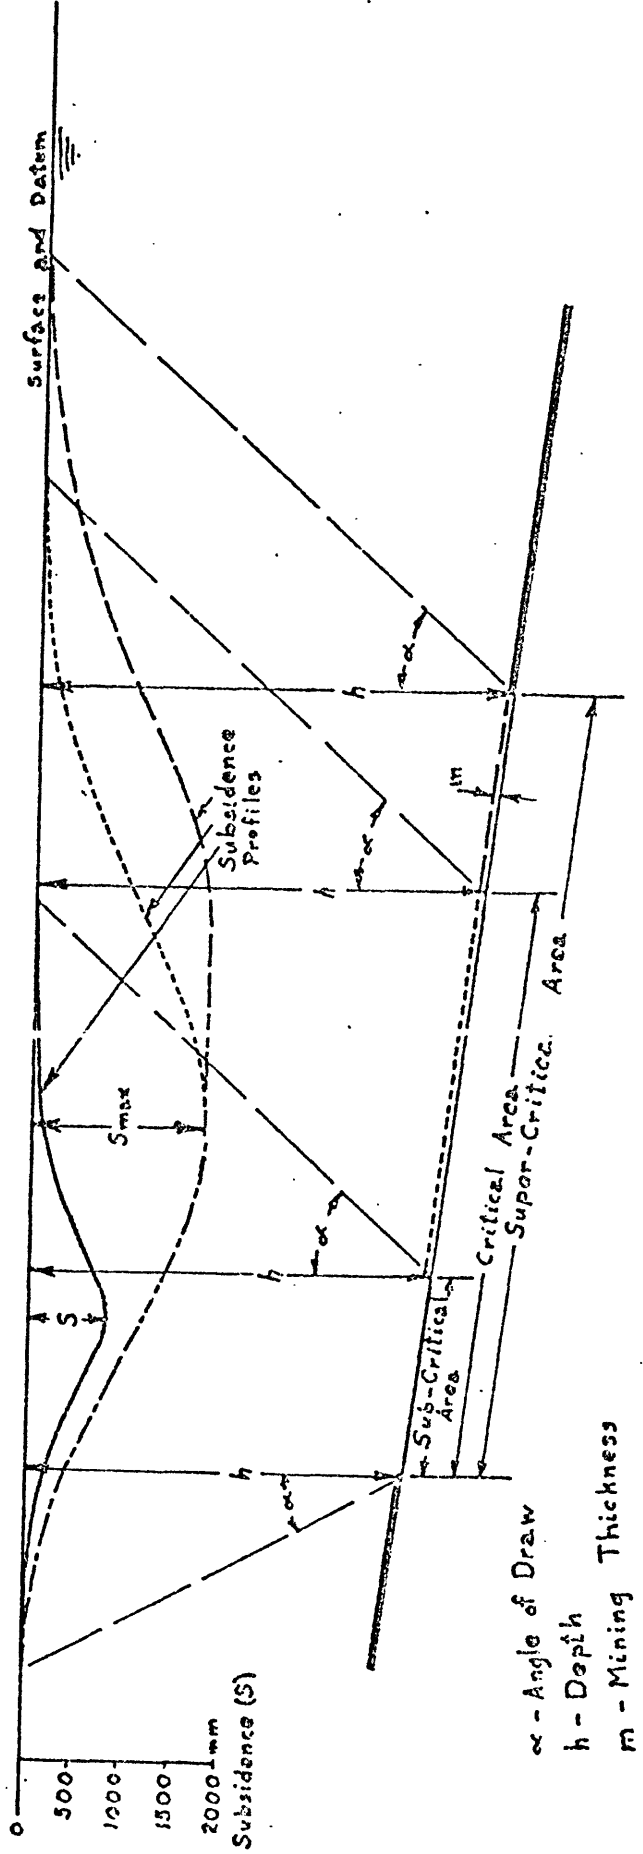 Surface and Datum
Subsidence
Profiles
Smax
S
h
h
h
h
α
α
α
α
m
Sub-Critical
Area
Critical Area
Super-Critical Area
0
500
1000
1500
2000 mm
Subsidence (S)
α - Angle of Draw
h - Depth
m - Mining Thickness